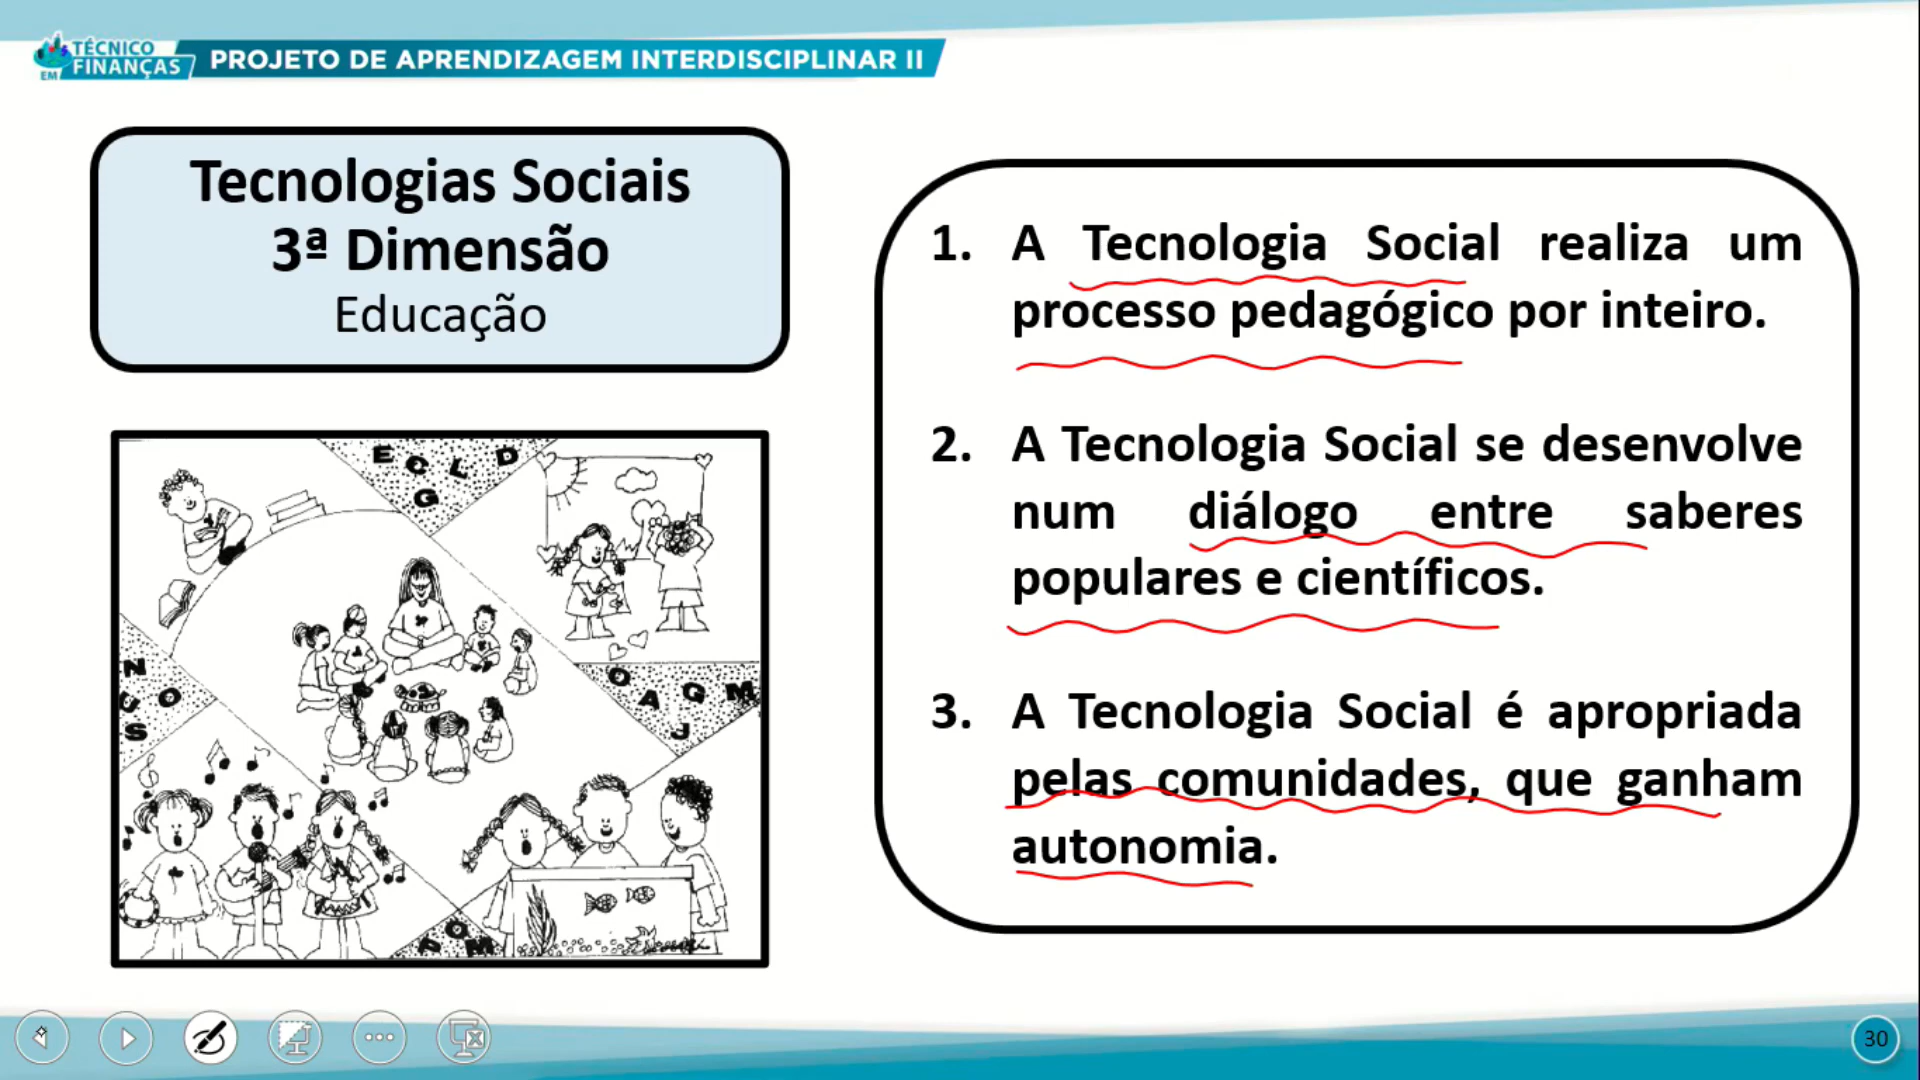 TÉCNICO
EM FINANÇAS
PROJETO DE APRENDIZAGEM INTERDISCIPLINAR II
Tecnologias Sociais
3ª Dimensão
Educação
1. A Tecnologia Social realiza um
processo pedagógico por inteiro.
2. A Tecnologia Social se desenvolve
num diálogo entre saberes
populares e científicos.
3. A Tecnologia Social é apropriada
pelas comunidades, que ganham
autonomia.
E C L D
G
N
U O
S
O A G M
J
P O M
30